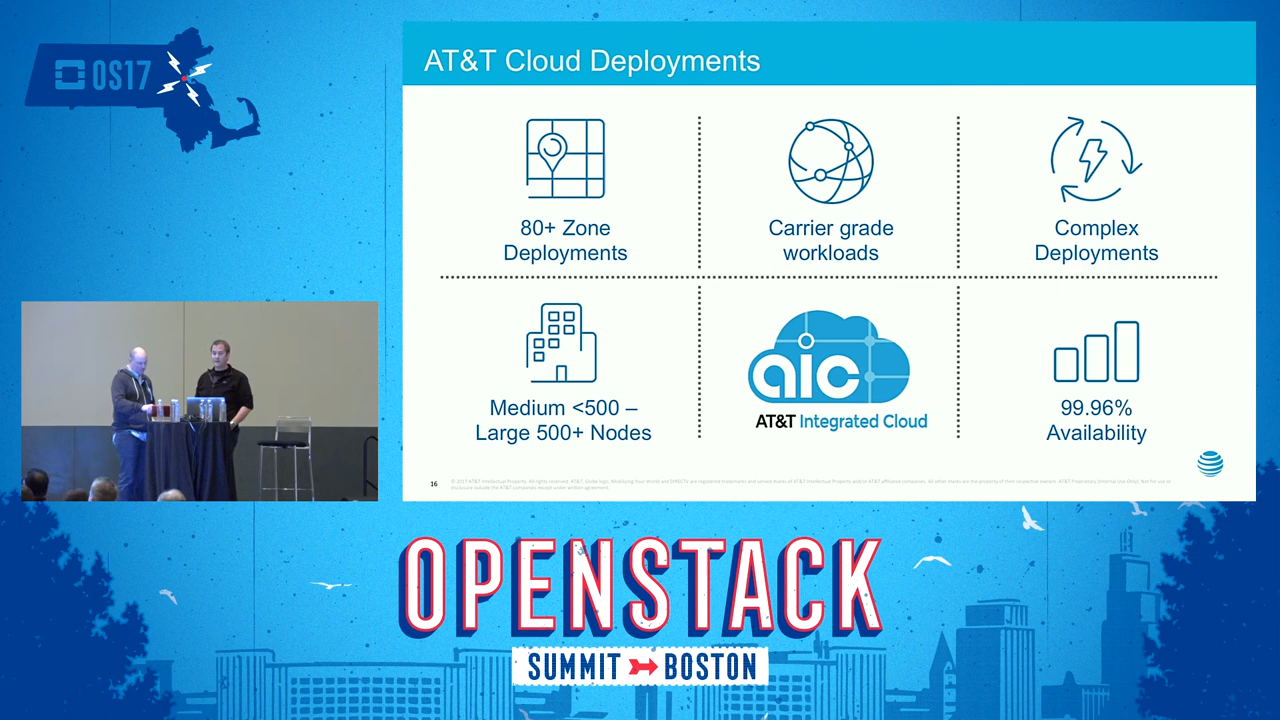 OS17
AT&T Cloud Deployments
80+ Zone
Deployments
Carrier grade
workloads
Complex
Deployments
Medium <500 –
Large 500+ Nodes
aic
AT&T Integrated Cloud
99.96%
Availability
16
OPENSTACK
SUMMIT BOSTON